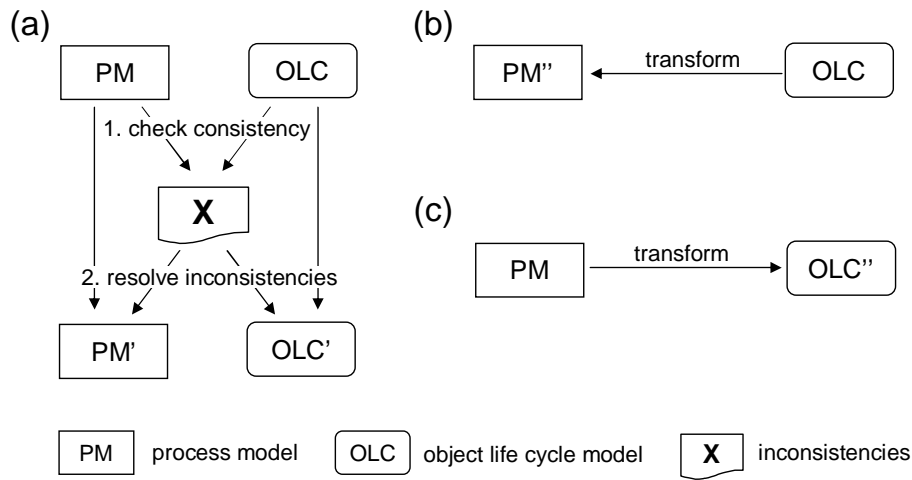 (a)
PM
OLC
1. check consistency
X
2. resolve inconsistencies
PM'
OLC'
(b)
PM''
transform
OLC
(c)
PM
transform
OLC''
PM process model
OLC object life cycle model
X inconsistencies